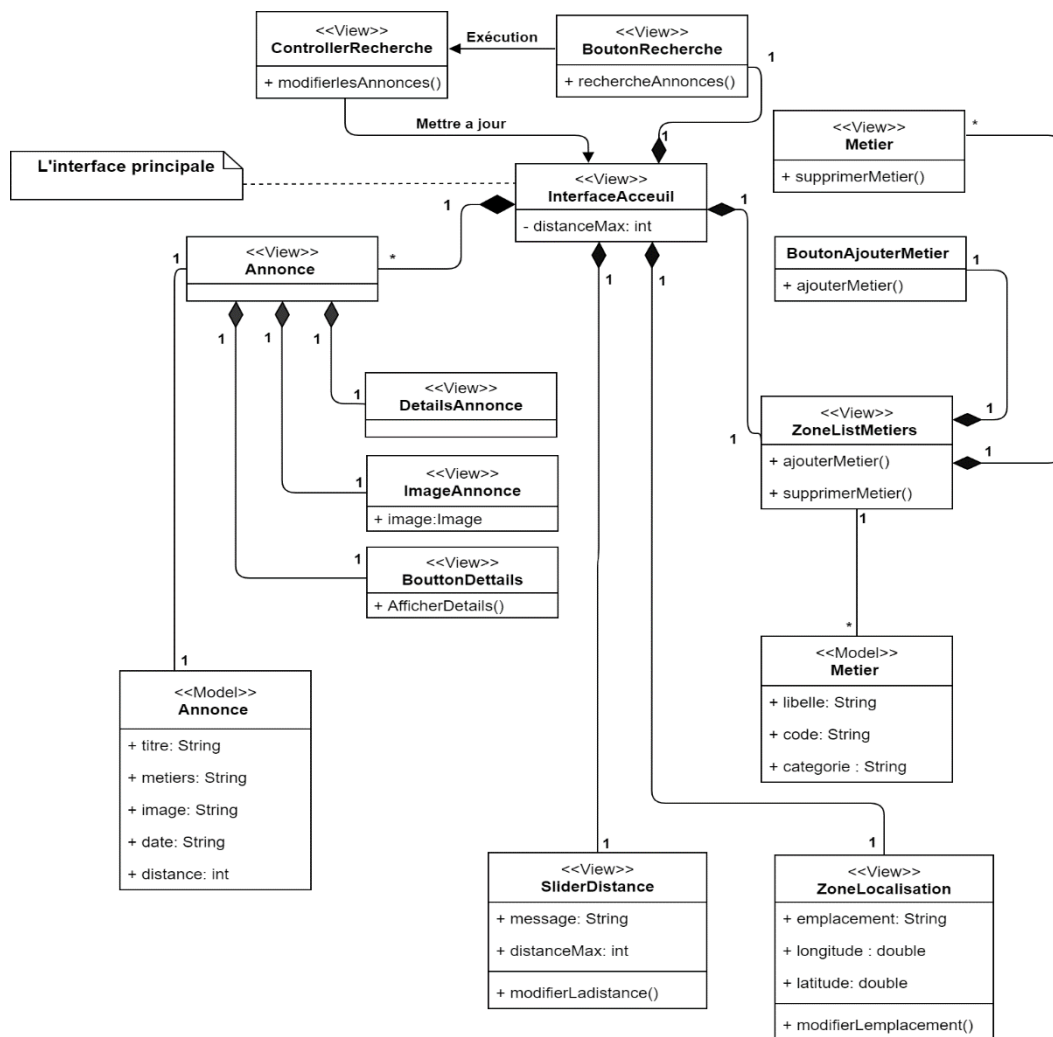 <<View>>
ControllerRecherche
+ modifierlesAnnonces()
Exécution
<<View>>
BoutonRecherche
+ rechercheAnnonces()
1
Mettre a jour
1
<<View>>
Metier
+ supprimerMetier()
*
L'interface principale
<<View>>
InterfaceAcceuil
- distanceMax: int
1
1
1
1
*
1
<<View>>
Annonce
1
1
1
BoutonAjouterMetier
+ ajouterMetier()
1
<<View>>
DetailsAnnonce
1
<<View>>
ZoneListMetiers
+ ajouterMetier()
+ supprimerMetier()
1
1
1
1
<<View>>
ImageAnnonce
+ image:Image
1
<<View>>
BouttonDettails
+ AfficherDetails()
1
*
<<Model>>
Metier
+ libelle: String
+ code: String
+ categorie : String
1
<<Model>>
Annonce
+ titre: String
+ metiers: String
+ image: String
+ date: String
+ distance: int
1
<<View>>
SliderDistance
+ message: String
+ distanceMax: int
+ modifierLadistance()
1
<<View>>
ZoneLocalisation
+ emplacement: String
+ longitude : double
+ latitude: double
+ modifierLemplacement()